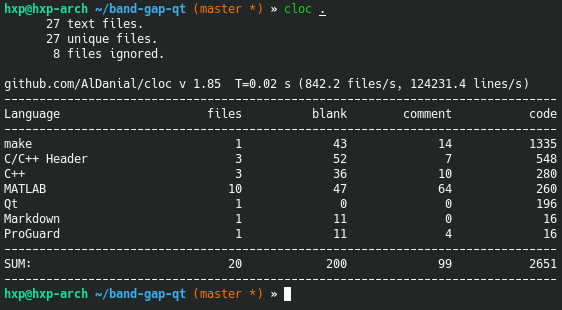 hxp@hxp-arch ~/band-gap-qt (master *) » cloc .
      27 text files.
      27 unique files.
       8 files ignored.
github.com/AlDanial/cloc v 1.85  T=0.02 s (842.2 files/s, 124231.4 lines/s)
-------------------------------------------------------------------------------
Language                     files          blank        comment           code
-------------------------------------------------------------------------------
make                             1             43             14           1335
C/C++ Header                     3             52              7            548
C++                              3             36             10            280
MATLAB                          10             47             64            260
Qt                               1              0              0            196
Markdown                         1             11              0             16
ProGuard                         1             11              4             16
-------------------------------------------------------------------------------
SUM:                            20            200             99           2651
-------------------------------------------------------------------------------
hxp@hxp-arch ~/band-gap-qt (master *) »